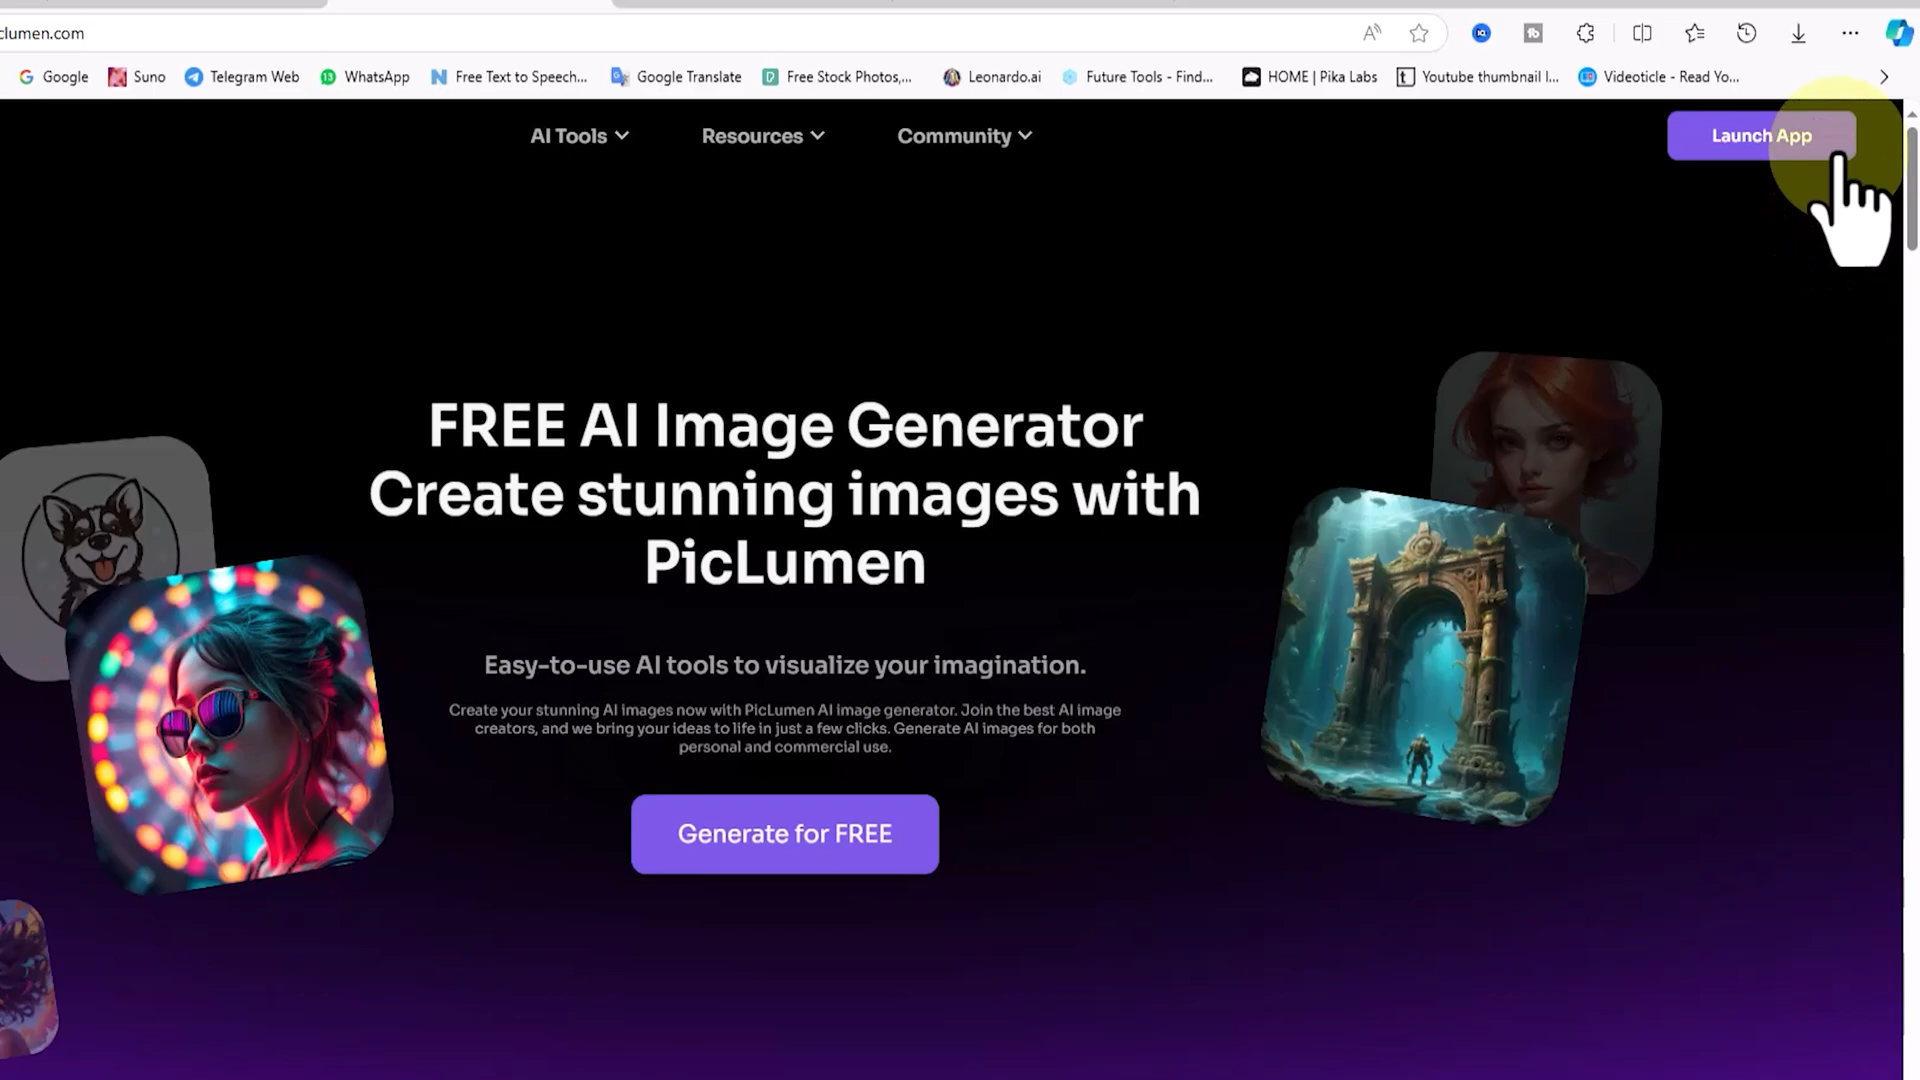 clumen.com
Google Suno Telegram Web WhatsApp Free Text to Speech... Google Translate Free Stock Photos,... Leonardo.ai Future Tools - Find... HOME | Pika Labs Youtube thumbnail I... Videoticle - Read Yo...
AI Tools Resources Community Launch App
FREE AI Image Generator
Create stunning images with
PicLumen
Easy-to-use AI tools to visualize your imagination.
Create your stunning AI images now with PicLumen AI image generator. Join the best AI image
creators, and we bring your ideas to life in just a few clicks. Generate AI images for both
personal and commercial use.
Generate for FREE